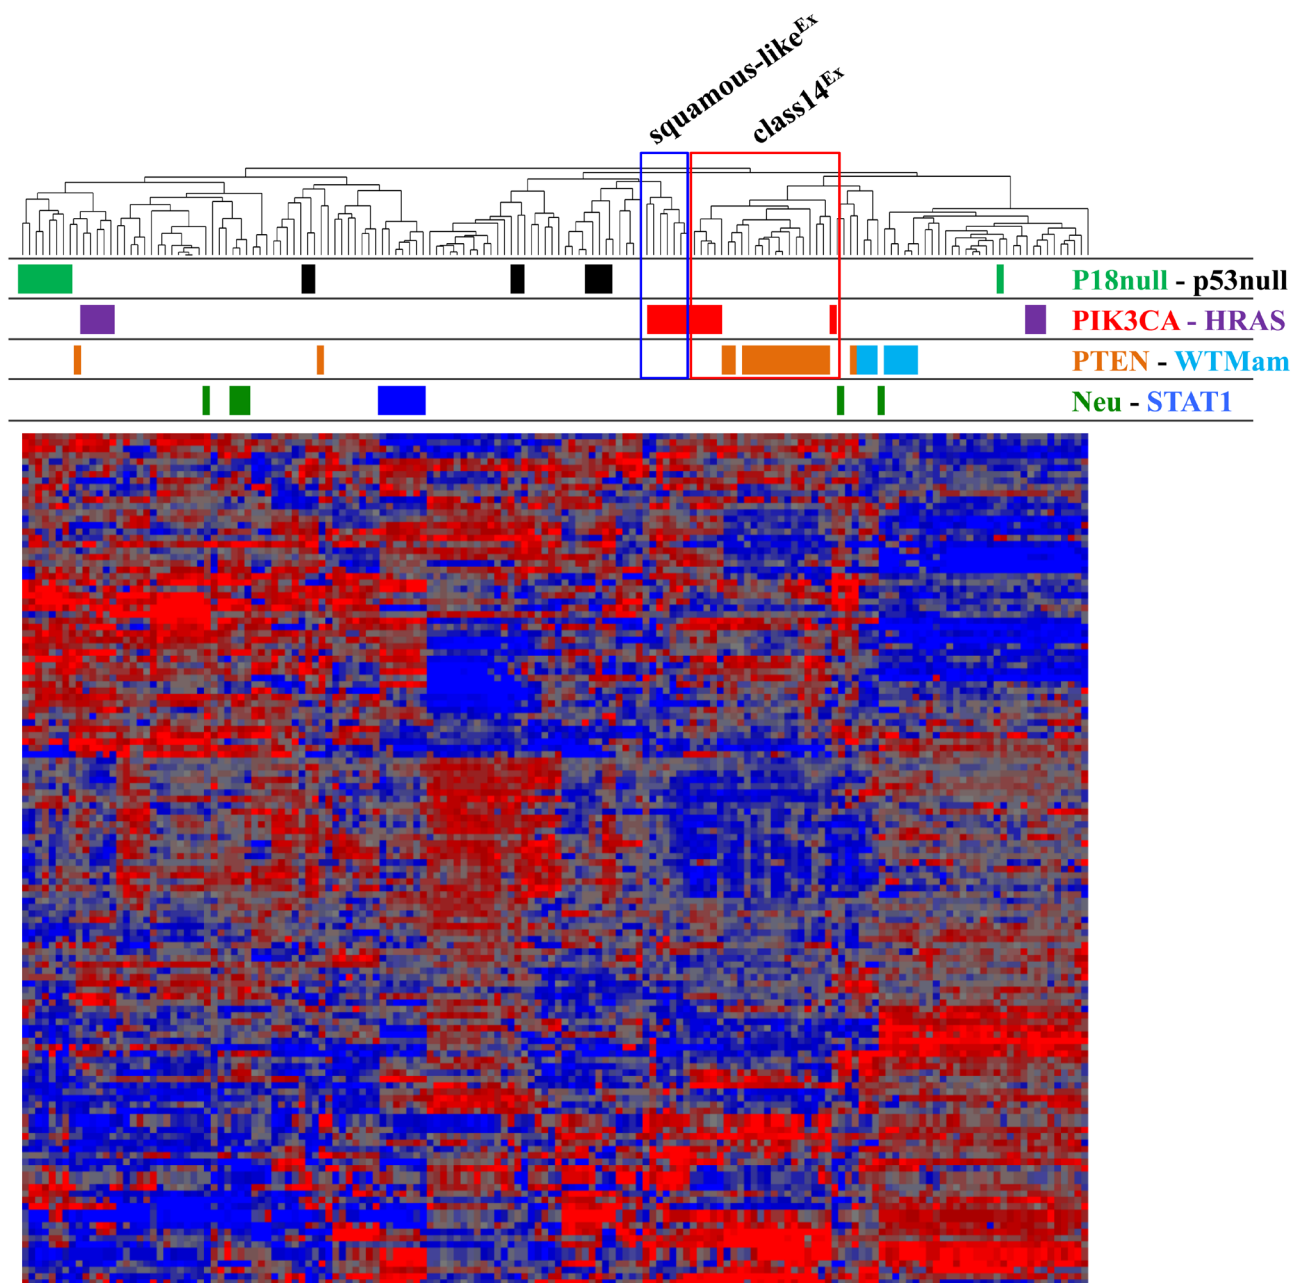 squamous-likeEx
class14Ex
P18null - p53null
PIK3CA - HRAS
PTEN - WTMam
Neu - STAT1